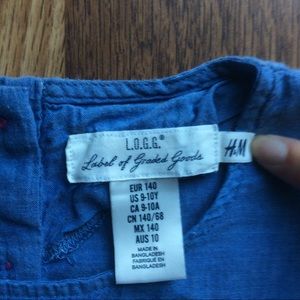 L.O.G.G.®
Label of Graded Goods
H&M
EUR 140
US 9-10Y
CA 9-10A
CN 140/68
MX 140
AUS 10
MADE IN
BANGLADESH
FABRIQUÉ EN
BANGLADESH